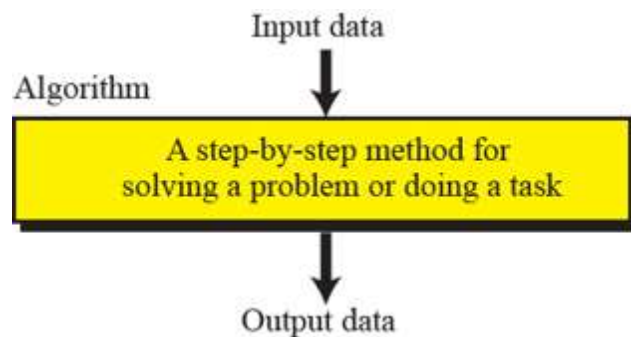 Input data
Algorithm
A step-by-step method for
solving a problem or doing a task
Output data